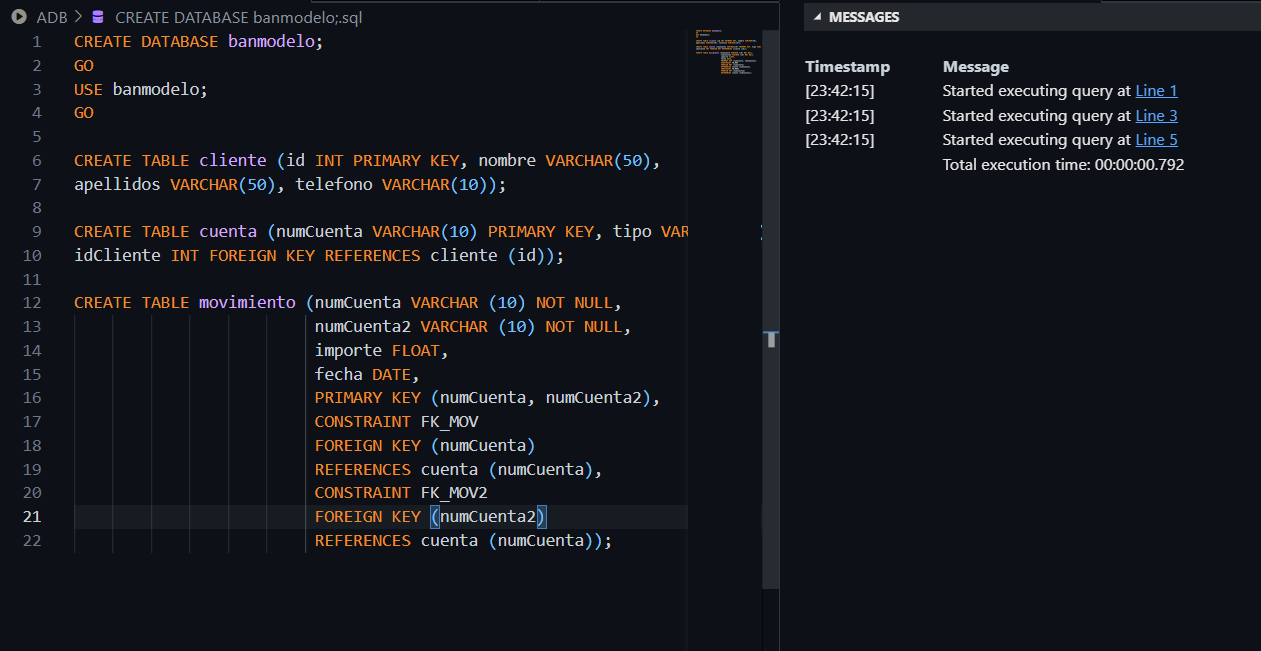 ADB > CREATE DATABASE banmodelo;.sql
1 CREATE DATABASE banmodelo;
2 GO
3 USE banmodelo;
4 GO
5
6 CREATE TABLE cliente (id INT PRIMARY KEY, nombre VARCHAR(50),
7 apellidos VARCHAR(50), telefono VARCHAR(10));
8
9 CREATE TABLE cuenta (numCuenta VARCHAR(10) PRIMARY KEY, tipo VAR
10 idCliente INT FOREIGN KEY REFERENCES cliente (id));
11
12 CREATE TABLE movimiento (numCuenta VARCHAR (10) NOT NULL,
13 numCuenta2 VARCHAR (10) NOT NULL,
14 importe FLOAT,
15 fecha DATE,
16 PRIMARY KEY (numCuenta, numCuenta2),
17 CONSTRAINT FK_MOV
18 FOREIGN KEY (numCuenta)
19 REFERENCES cuenta (numCuenta),
20 CONSTRAINT FK_MOV2
21 FOREIGN KEY (numCuenta2)
22 REFERENCES cuenta (numCuenta));
MESSAGES
Timestamp Message
[23:42:15] Started executing query at Line 1
[23:42:15] Started executing query at Line 3
[23:42:15] Started executing query at Line 5
Total execution time: 00:00:00.792